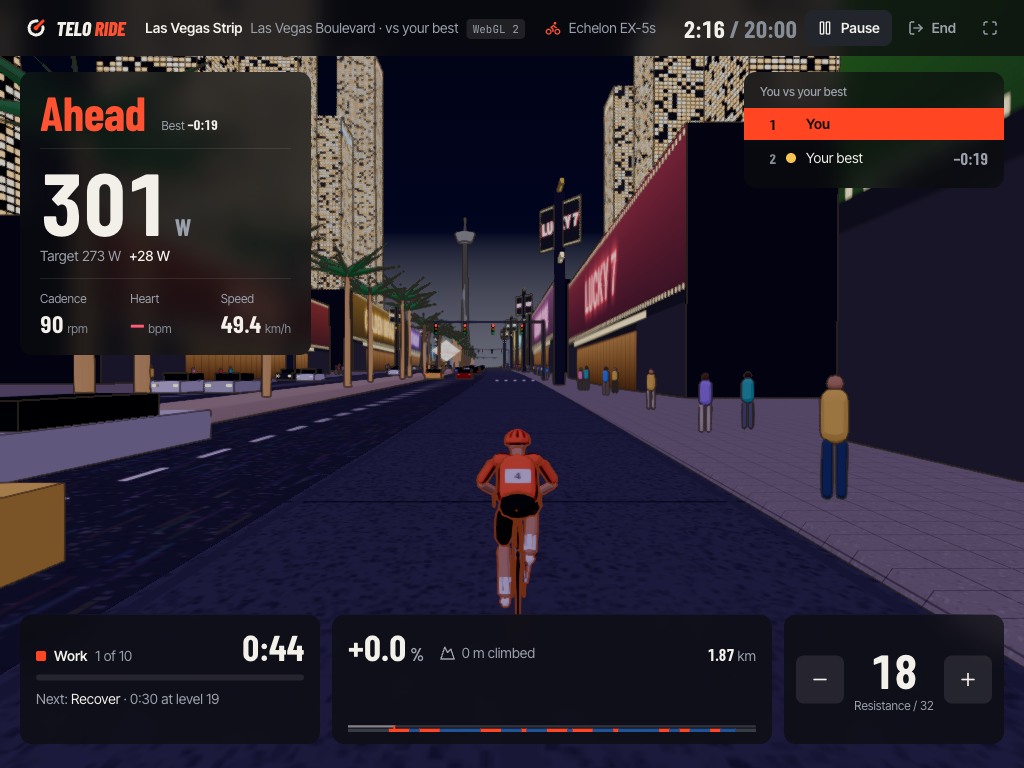 TELO RIDE Las Vegas Strip Las Vegas Boulevard · vs your best WebGL 2 Echelon EX-5s 2:16 / 20:00 Pause End
Ahead Best −0:19
301 W
Target 273 W +28 W
Cadence Heart Speed
90 rpm – bpm 49.4 km/h
You vs your best
1 You
2 Your best −0:19
LUCKY 7
LUCKY 7
4
Work 1 of 10 0:44
Next: Recover · 0:30 at level 19
+0.0 % 0 m climbed 1.87 km
− 18 +
Resistance / 32